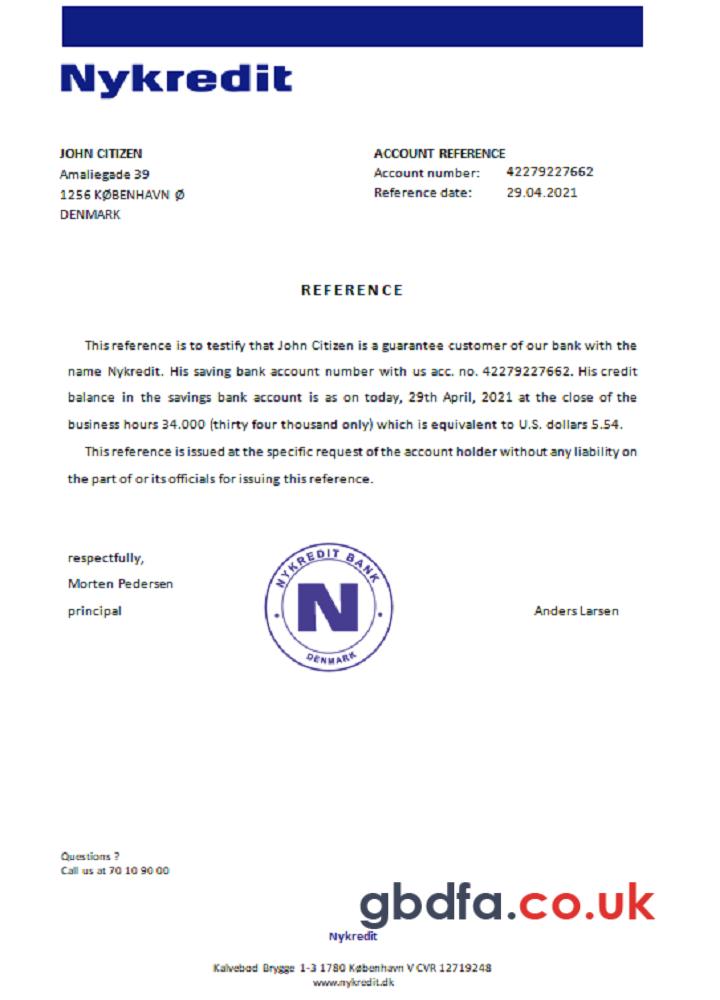 Nykredit
JOHN CITIZEN
Amaliegade 39
1256 KØBENHAVN Ø
DENMARK
ACCOUNT REFERENCE
Account number: 42279227662
Reference date: 29.04.2021
REFERENCE
This reference is to testify that John Citizen is a guarantee customer of our bank with the
name Nykredit. His saving bank account number with us acc. no. 42279227662. His credit
balance in the savings bank account is as on today, 29th April, 2021 at the close of the
business hours 34.000 (thirty four thousand only) which is equivalent to U.S. dollars 5.54.
This reference is issued at the specific request of the account holder without any liability on
the part of or its officials for issuing this reference.
respectfully,
Morten Pedersen
principal
NYKREDIT BANK
N
DENMARK
Anders Larsen
Questions ?
Call us at 70 10 90 00
gbdfa.co.uk
Nykredit
Kalvebod Brygge 1-3 1780 København V CVR 12719248
www.nykredit.dk